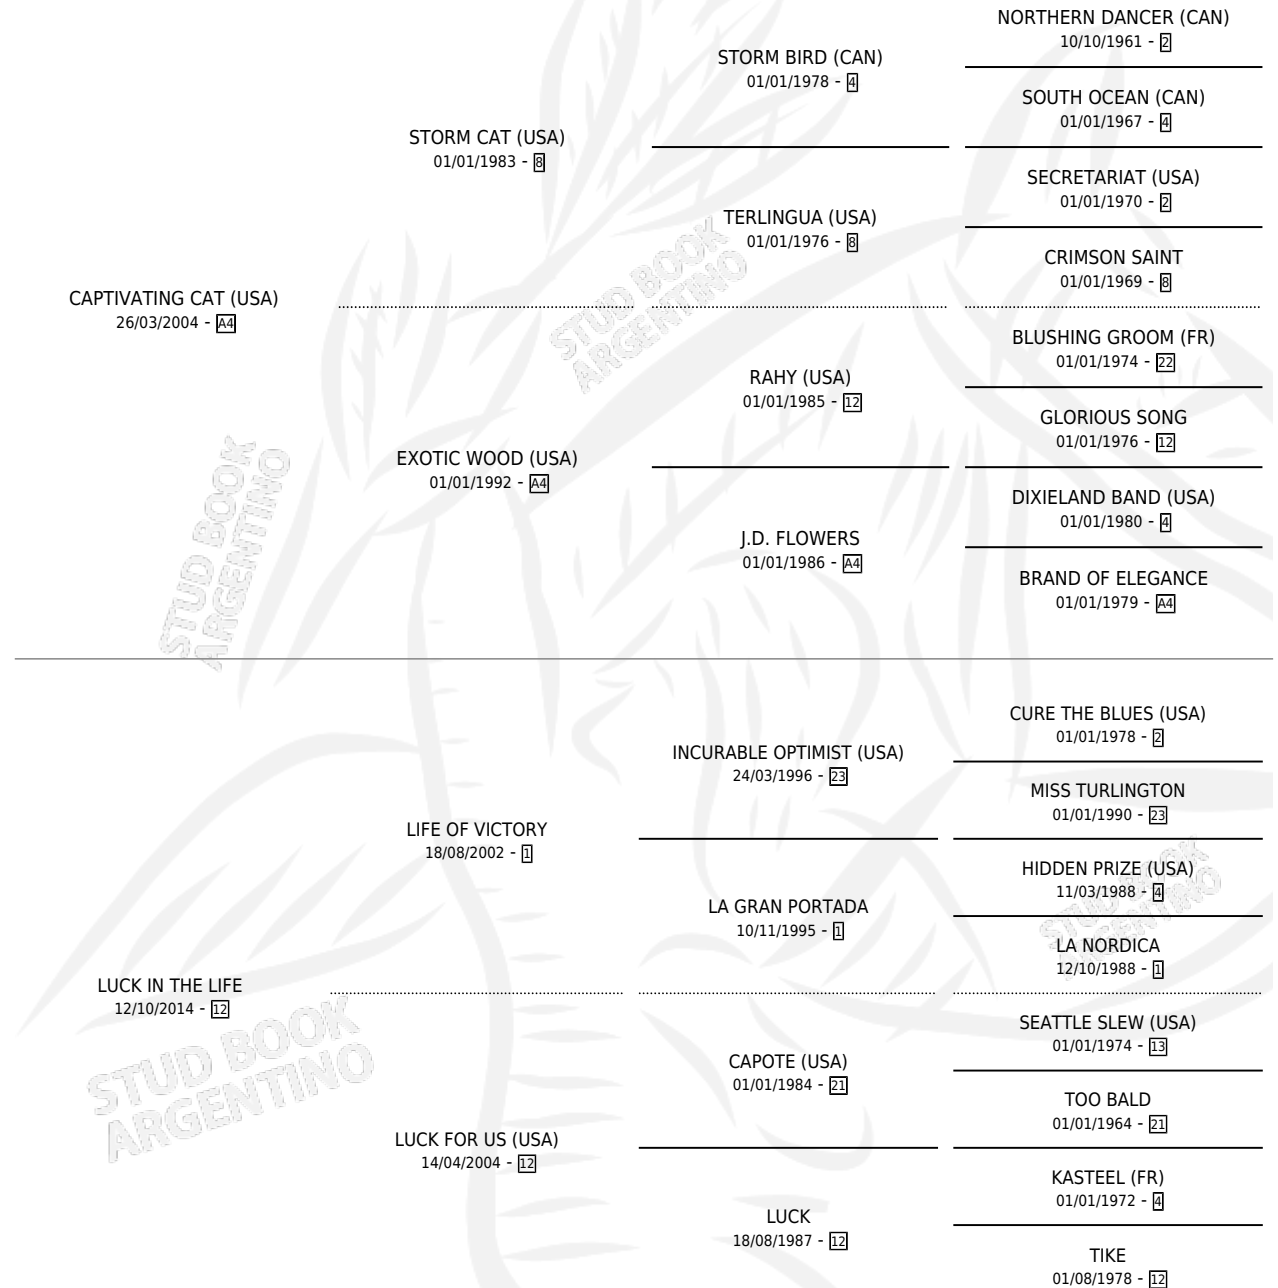 NORTHERN DANCER (CAN)
10/10/1961 - 2
STORM BIRD (CAN)
01/01/1978 - 4
SOUTH OCEAN (CAN)
01/01/1967 - 4
STORM CAT (USA)
01/01/1983 - 8
SECRETARIAT (USA)
01/01/1970 - 2
TERLINGUA (USA)
01/01/1976 - 8
CRIMSON SAINT
01/01/1969 - 8
CAPTIVATING CAT (USA)
26/03/2004 - A4
BLUSHING GROOM (FR)
01/01/1974 - 22
RAHY (USA)
01/01/1985 - 12
GLORIOUS SONG
01/01/1976 - 12
EXOTIC WOOD (USA)
01/01/1992 - A4
DIXIELAND BAND (USA)
01/01/1980 - 4
J.D. FLOWERS
01/01/1986 - A4
BRAND OF ELEGANCE
01/01/1979 - A4
CURE THE BLUES (USA)
01/01/1978 - 2
INCURABLE OPTIMIST (USA)
24/03/1996 - 23
MISS TURLINGTON
01/01/1990 - 23
LIFE OF VICTORY
18/08/2002 - 1
HIDDEN PRIZE (USA)
11/03/1988 - 4
LA GRAN PORTADA
10/11/1995 - 1
LA NORDICA
12/10/1988 - 1
LUCK IN THE LIFE
12/10/2014 - 12
SEATTLE SLEW (USA)
01/01/1974 - 13
CAPOTE (USA)
01/01/1984 - 21
TOO BALD
01/01/1964 - 21
LUCK FOR US (USA)
14/04/2004 - 12
KASTEEL (FR)
01/01/1972 - 4
LUCK
18/08/1987 - 12
TIKE
01/08/1978 - 12
STUD BOOK
ARGENTINO
STUD BOOK
ARGENTINO
STUD BOOK
ARGENTINO
STUD BOOK
ARGENTINO